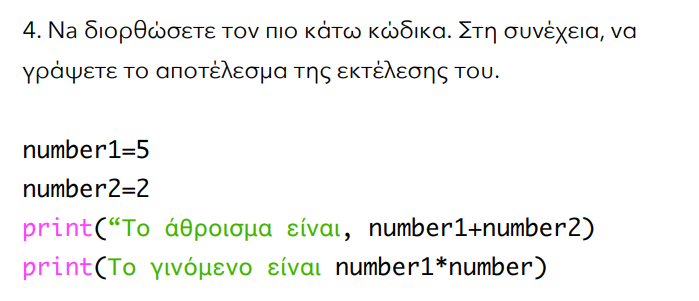 4. Να διορθώσετε τον πιο κάτω κώδικα. Στη συνέχεια, να
γράψετε το αποτέλεσμα της εκτέλεσης του.
number1=5
number2=2
print(“Το άθροισμα είναι, number1+number2)
print(Το γινόμενο είναι number1*number)